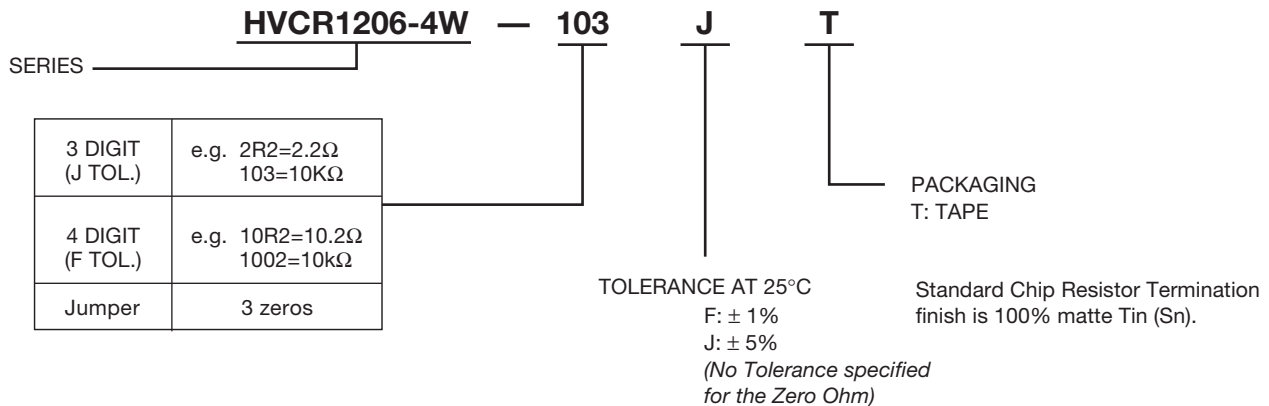 HVCR1206-4W — 103 J T
SERIES
3 DIGIT
(J TOL.)
e.g. 2R2=2.2Ω
103=10KΩ
4 DIGIT
(F TOL.)
e.g. 10R2=10.2Ω
1002=10kΩ
Jumper
3 zeros
TOLERANCE AT 25°C
F: ± 1%
J: ± 5%
(No Tolerance specified
for the Zero Ohm)
PACKAGING
T: TAPE
Standard Chip Resistor Termination
finish is 100% matte Tin (Sn).